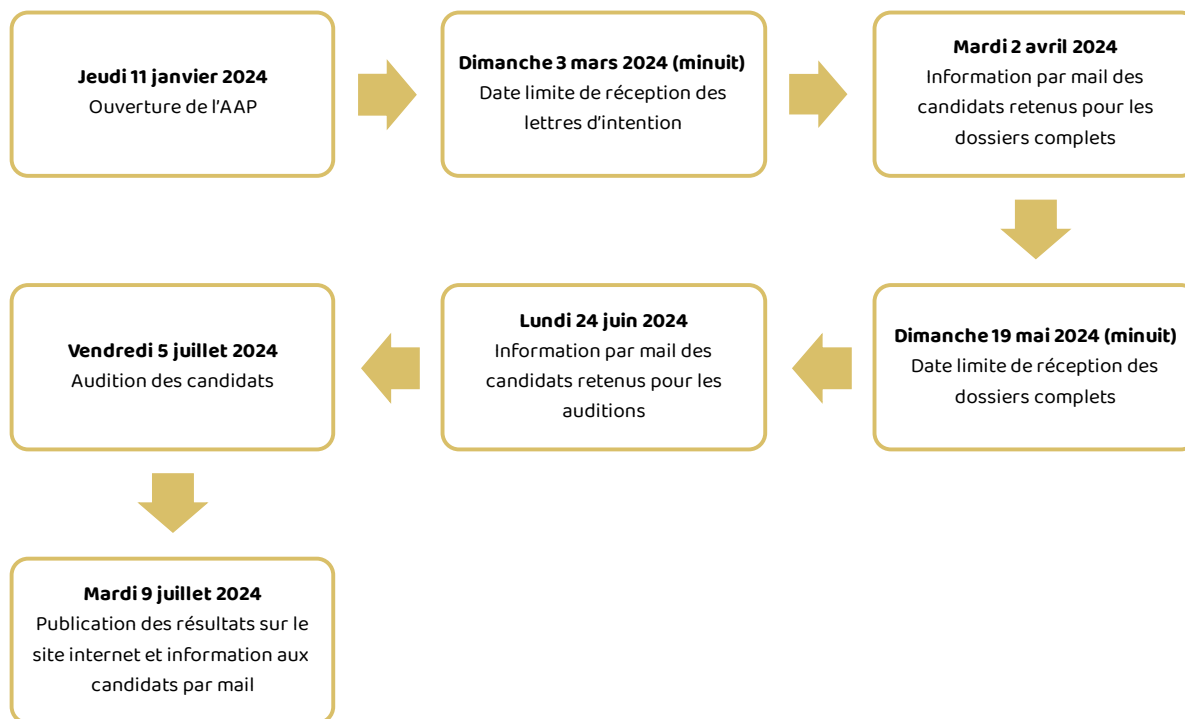 Jeudi 11 janvier 2024
Ouverture de l'AAP
Dimanche 3 mars 2024 (minuit)
Date limite de réception des
lettres d'intention
Mardi 2 avril 2024
Information par mail des
candidats retenus pour les
dossiers complets
Dimanche 19 mai 2024 (minuit)
Date limite de réception des
dossiers complets
Lundi 24 juin 2024
Information par mail des
candidats retenus pour les
auditions
Vendredi 5 juillet 2024
Audition des candidats
Mardi 9 juillet 2024
Publication des résultats sur le
site internet et information aux
candidats par mail